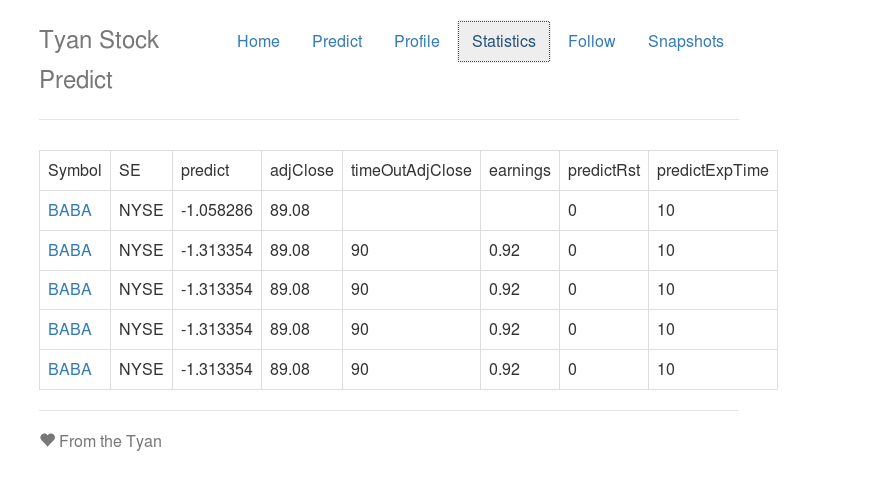 Tyan Stock Predict
Home Predict Profile Statistics Follow Snapshots
Symbol SE predict adjClose timeOutAdjClose earnings predictRst predictExpTime
BABA NYSE -1.058286 89.08 0 10
BABA NYSE -1.313354 89.08 90 0.92 0 10
BABA NYSE -1.313354 89.08 90 0.92 0 10
BABA NYSE -1.313354 89.08 90 0.92 0 10
BABA NYSE -1.313354 89.08 90 0.92 0 10
♥ From the Tyan